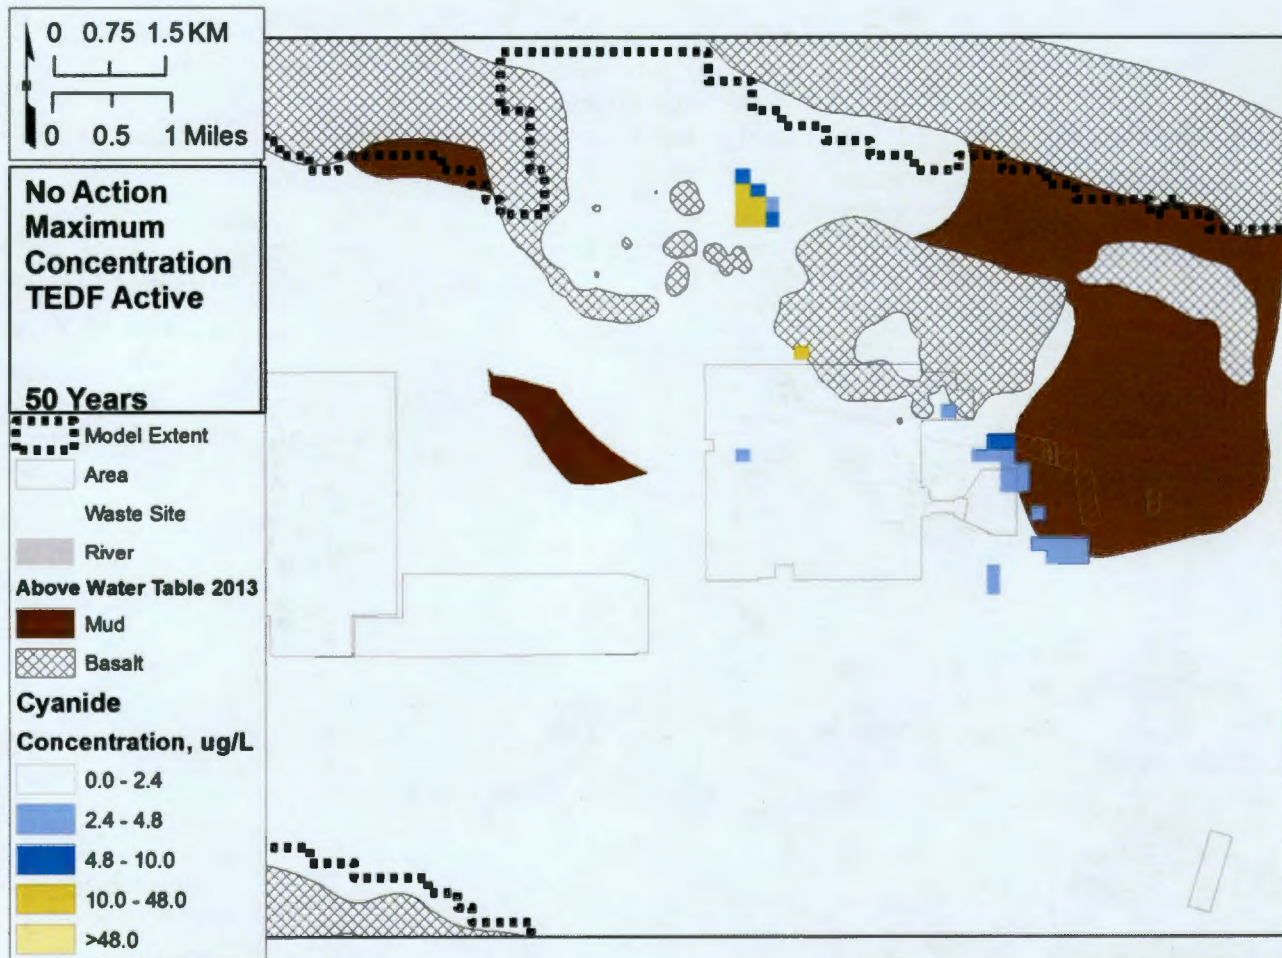 0 0.75 1.5 KM
0 0.5 1 Miles
No Action
Maximum
Concentration
TEDF Active
50 Years
Model Extent
Area
Waste Site
River
Above Water Table 2013
Mud
Basalt
Cyanide
Concentration, ug/L
0.0 - 2.4
2.4 - 4.8
4.8 - 10.0
10.0 - 48.0
>48.0